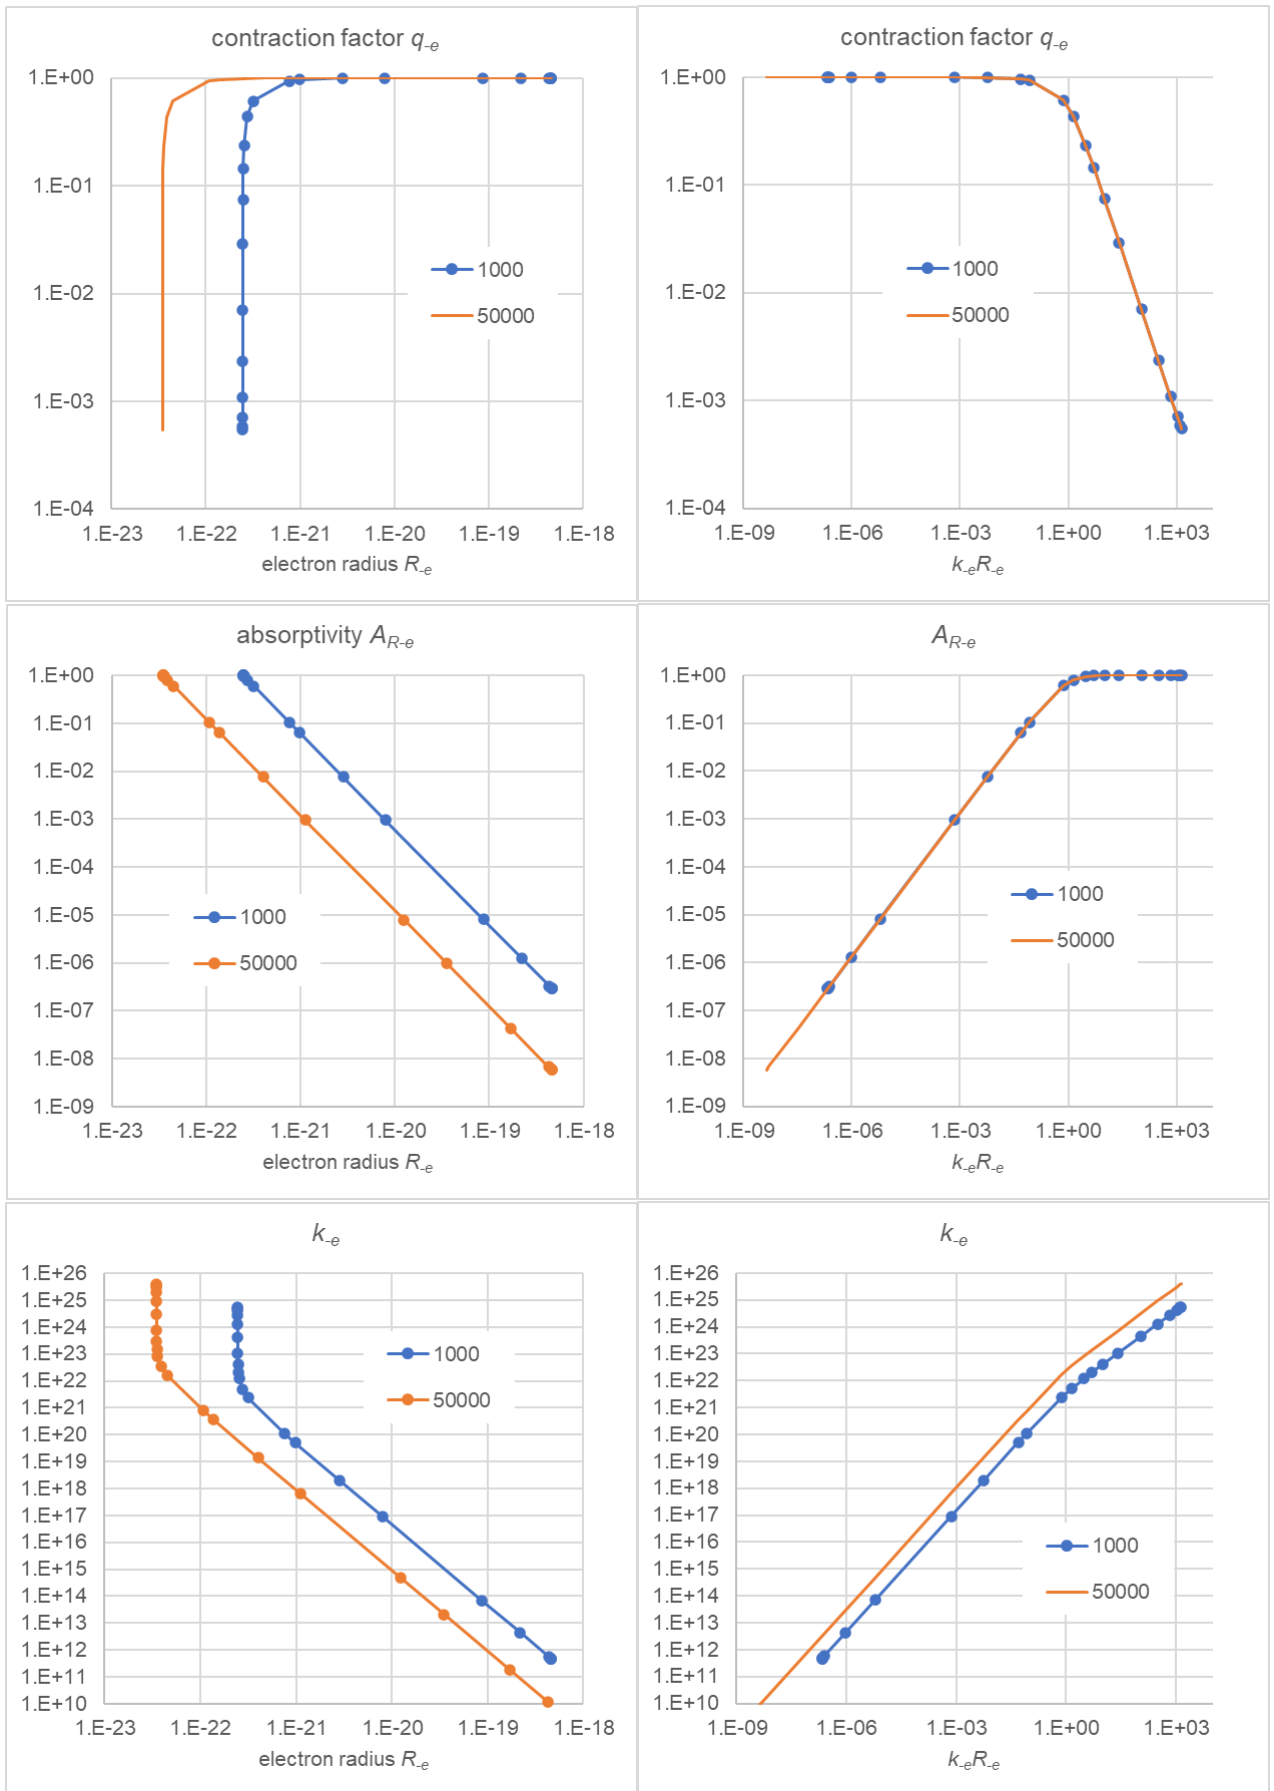 contraction factor q-e
1.E+00
1.E-01
1.E-02
1.E-03
1.E-04
1000
50000
1.E-23 1.E-22 1.E-21 1.E-20 1.E-19 1.E-18
electron radius R-e
contraction factor q-e
1.E+00
1.E-01
1.E-02
1.E-03
1.E-04
1000
50000
1.E-09 1.E-06 1.E-03 1.E+00 1.E+03
k-eR-e
absorptivity AR-e
1.E+00
1.E-01
1.E-02
1.E-03
1.E-04
1.E-05
1.E-06
1.E-07
1.E-08
1.E-09
1000
50000
1.E-23 1.E-22 1.E-21 1.E-20 1.E-19 1.E-18
electron radius R-e
AR-e
1.E+00
1.E-01
1.E-02
1.E-03
1.E-04
1.E-05
1.E-06
1.E-07
1.E-08
1.E-09
1000
50000
1.E-09 1.E-06 1.E-03 1.E+00 1.E+03
k-eR-e
k-e
1.E+26
1.E+25
1.E+24
1.E+23
1.E+22
1.E+21
1.E+20
1.E+19
1.E+18
1.E+17
1.E+16
1.E+15
1.E+14
1.E+13
1.E+12
1.E+11
1.E+10
1000
50000
1.E-23 1.E-22 1.E-21 1.E-20 1.E-19 1.E-18
electron radius R-e
k-e
1.E+26
1.E+25
1.E+24
1.E+23
1.E+22
1.E+21
1.E+20
1.E+19
1.E+18
1.E+17
1.E+16
1.E+15
1.E+14
1.E+13
1.E+12
1.E+11
1.E+10
1000
50000
1.E-09 1.E-06 1.E-03 1.E+00 1.E+03
k-eR-e